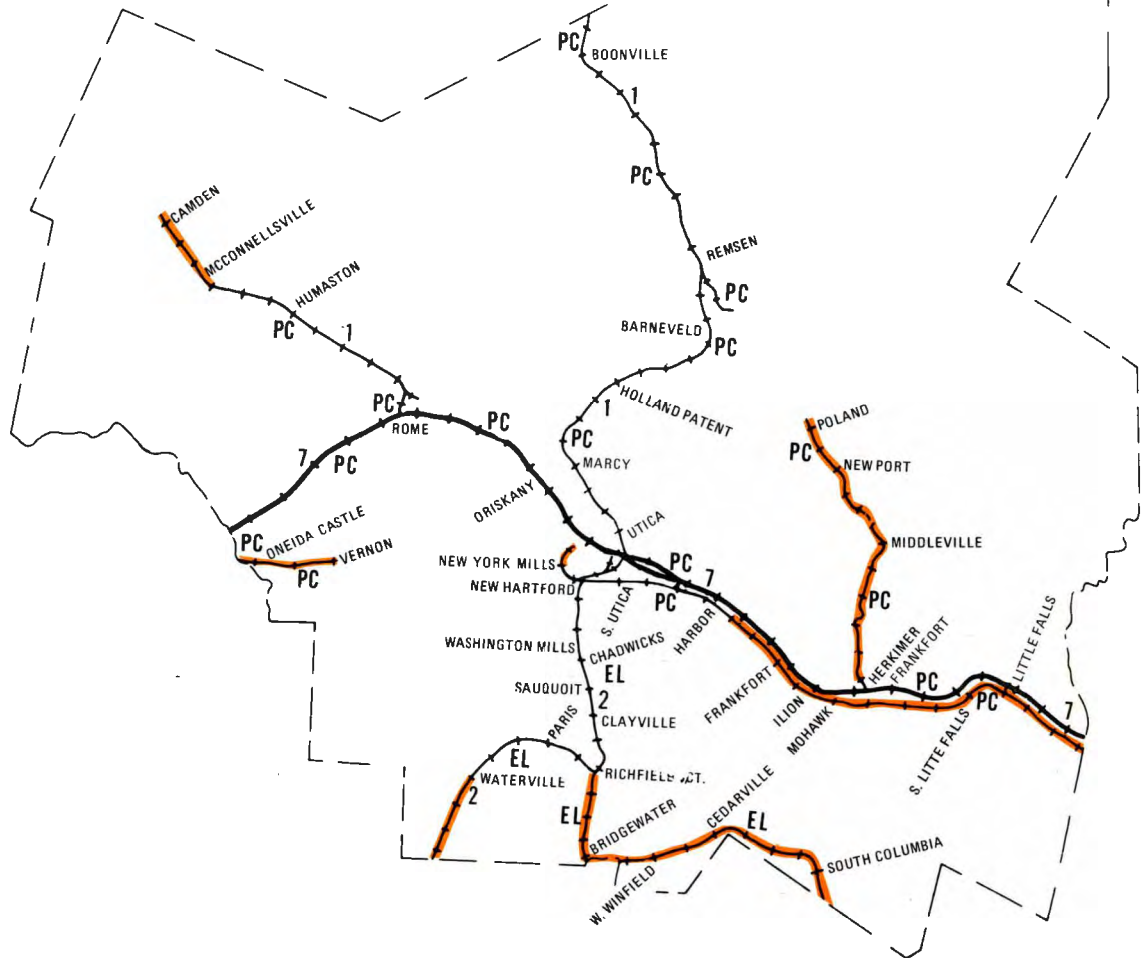 PC
BOONVILLE
1
PC
REMSEN
PC
BARNEVELD
PC
CAMDEN
MCCONNELLSVILLE
HUMASTON
PC
1
PC
ROME
PC
7
PC
ORISKANY
HOLLAND PATENT
1
PC
MARCY
UTICA
POLAND
PC
NEW PORT
MIDDLEVILLE
PC
PC
ONEIDA CASTLE
VERNON
PC
NEW YORK MILLS
NEW HARTFORD
PC
7
S. UTICA
PC
HARBOR
WASHINGTON MILLS
CHADWICKS
EL
SAUQUOIT
2
CLAYVILLE
PARIS
EL
WATERVILLE
2
RICHFIELD JCT.
EL
BRIDGEWATER
FRANKFORT
ILION
MOHAWK
HERKIMER
FRANKFORT
PC
PC
LITTLE FALLS
S. LITTE FALLS
7
CEDARVILLE
EL
W. WINFIELD
SOUTH COLUMBIA